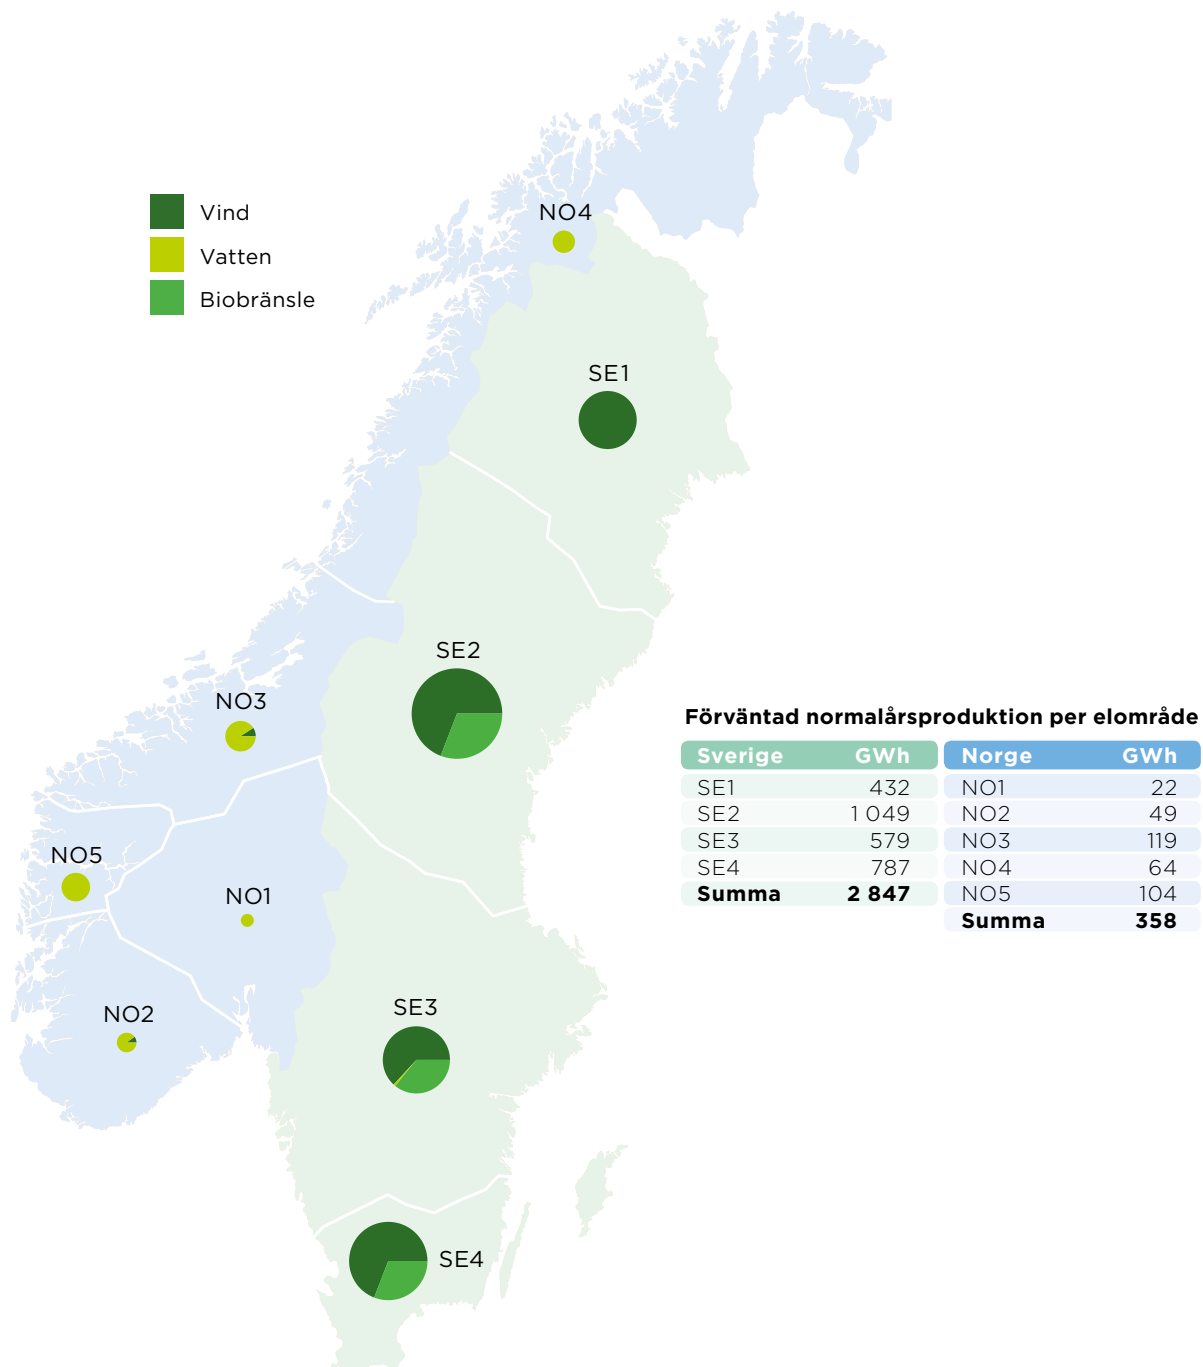 Vind
Vatten
Biobränsle
NO4
SE1
SE2
NO3
NO5
NO1
NO2
SE3
SE4
Förväntad normalårsproduktion per elområde
Sverige GWh Norge GWh
SE1 432 NO1 22
SE2 1 049 NO2 49
SE3 579 NO3 119
SE4 787 NO4 64
Summa 2 847 NO5 104
Summa 358